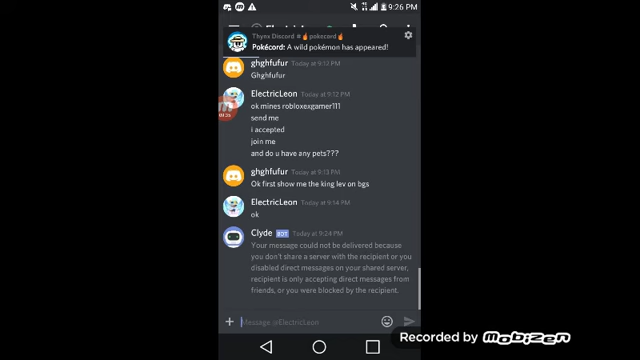 9:26 PM
Thynx Discord #🔥pokecord🔥
Pokécord: A wild pokémon has appeared!
ghghfufur Today at 9:12 PM
Ghghfufur
ElectricLeon Today at 9:12 PM
ok mines robloxexgamer111
send me
i accepted
join me
and do u have any pets???
ghghfufur Today at 9:13 PM
Ok first show me the king lev on bgs
ElectricLeon Today at 9:14 PM
ok
Clyde BOT Today at 9:24 PM
Your message could not be delivered because
you don't share a server with the recipient or you
disabled direct messages on your shared server,
recipient is only accepting direct messages from
friends, or you were blocked by the recipient.
Message @ElectricLeon
Recorded by MOBIZEN